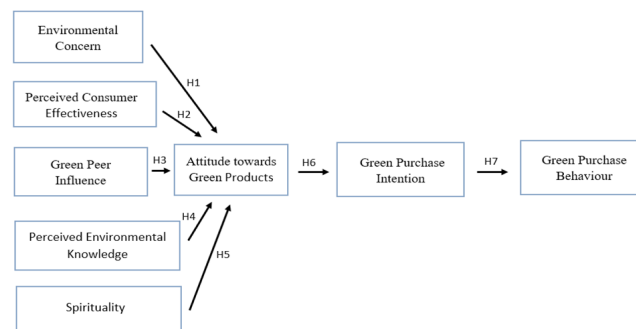 Environmental
Concern
H1
Perceived Consumer
Effectiveness
H2
Green Peer
Influence
H3
Attitude towards
Green Products
H6
Green Purchase
Intention
H7
Green Purchase
Behaviour
H4
Perceived Environmental
Knowledge
H5
Spirituality